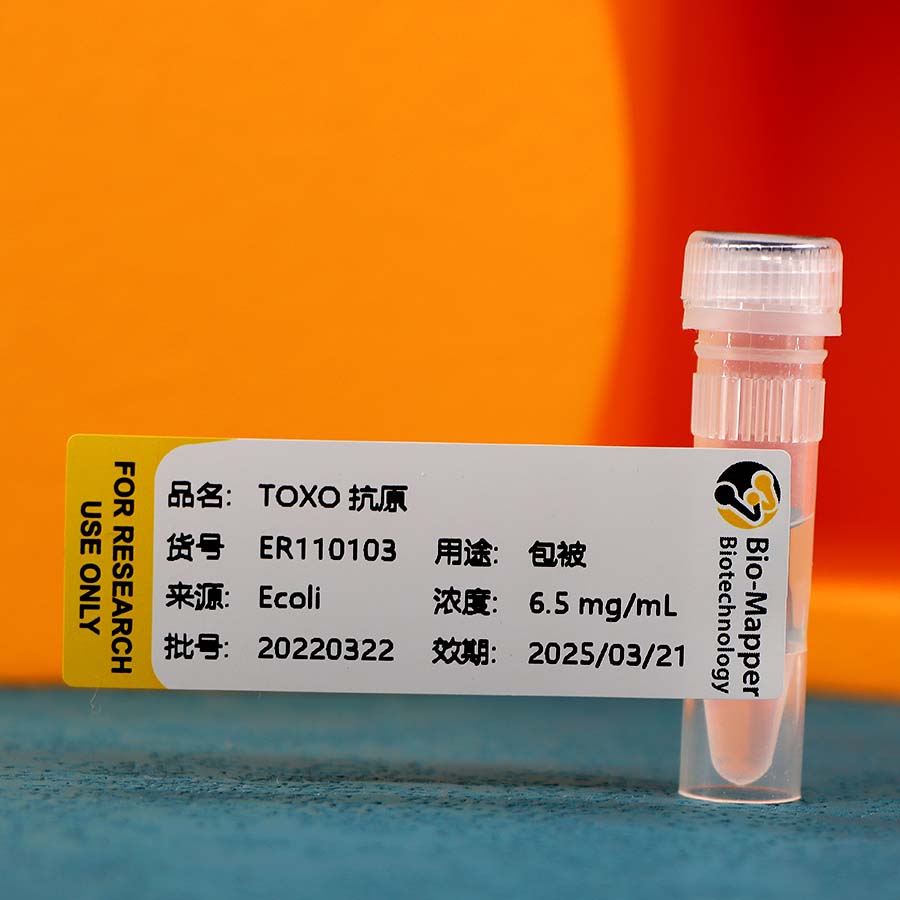 FOR RESEARCH
USE ONLY
品名: TOXO 抗原
货号 ER110103 用途: 包被
来源: Ecoli 浓度: 6.5 mg/mL
批号: 20220322 效期: 2025/03/21
Bio-Mapper
Biotechnology